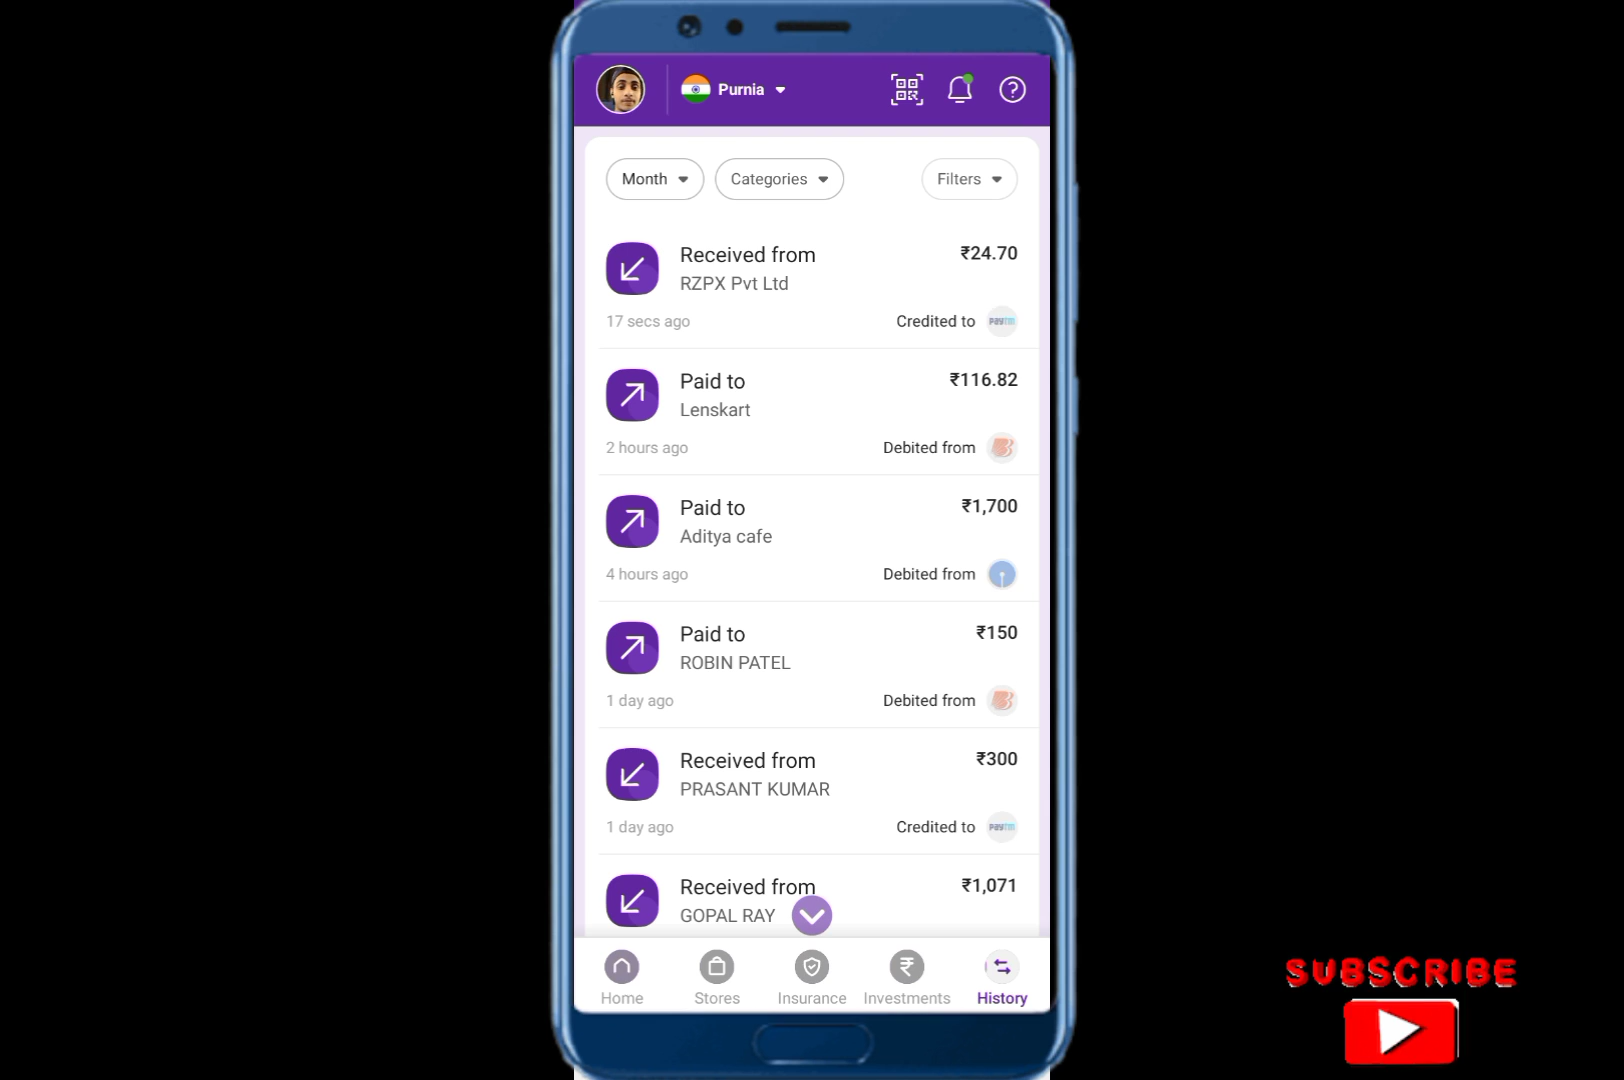 Purnia
Month
Categories
Filters
Received from
₹24.70
RZPX Pvt Ltd
17 secs ago
Credited to
paytm
Paid to
₹116.82
Lenskart
2 hours ago
Debited from
Paid to
₹1,700
Aditya cafe
4 hours ago
Debited from
Paid to
₹150
ROBIN PATEL
1 day ago
Debited from
Received from
₹300
PRASANT KUMAR
1 day ago
Credited to
paytm
Received from
₹1,071
GOPAL RAY
Home
Stores
Insurance
Investments
History
SUBSCRIBE